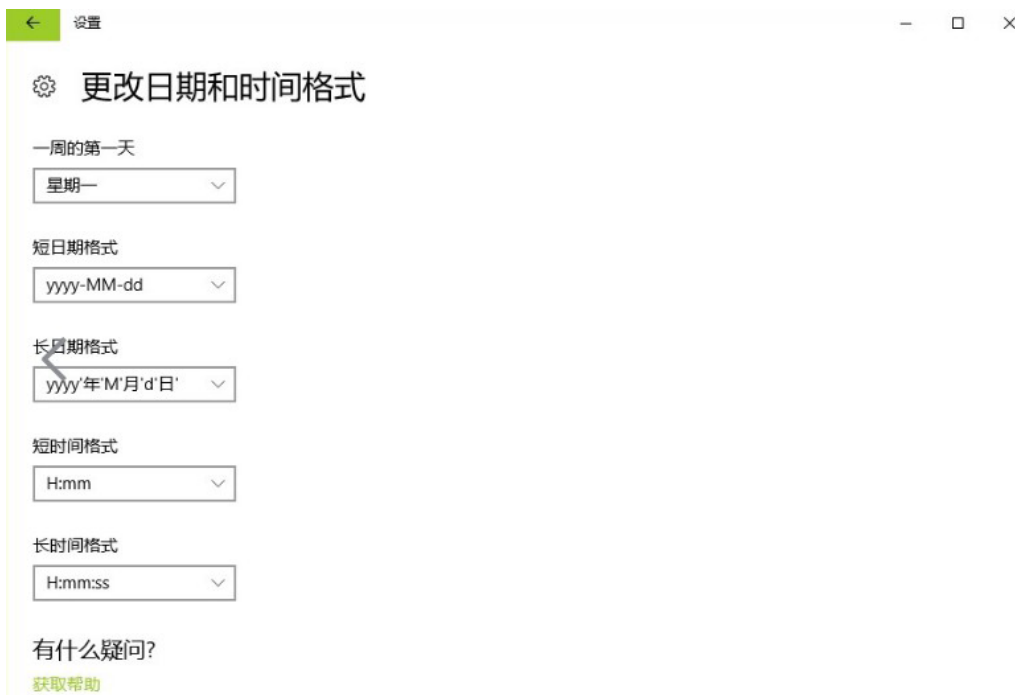 设置
更改日期和时间格式
一周的第一天
星期一
短日期格式
yyyy-MM-dd
长日期格式
yyyy'年'M'月'd'日'
短时间格式
H:mm
长时间格式
H:mm:ss
有什么疑问?
获取帮助